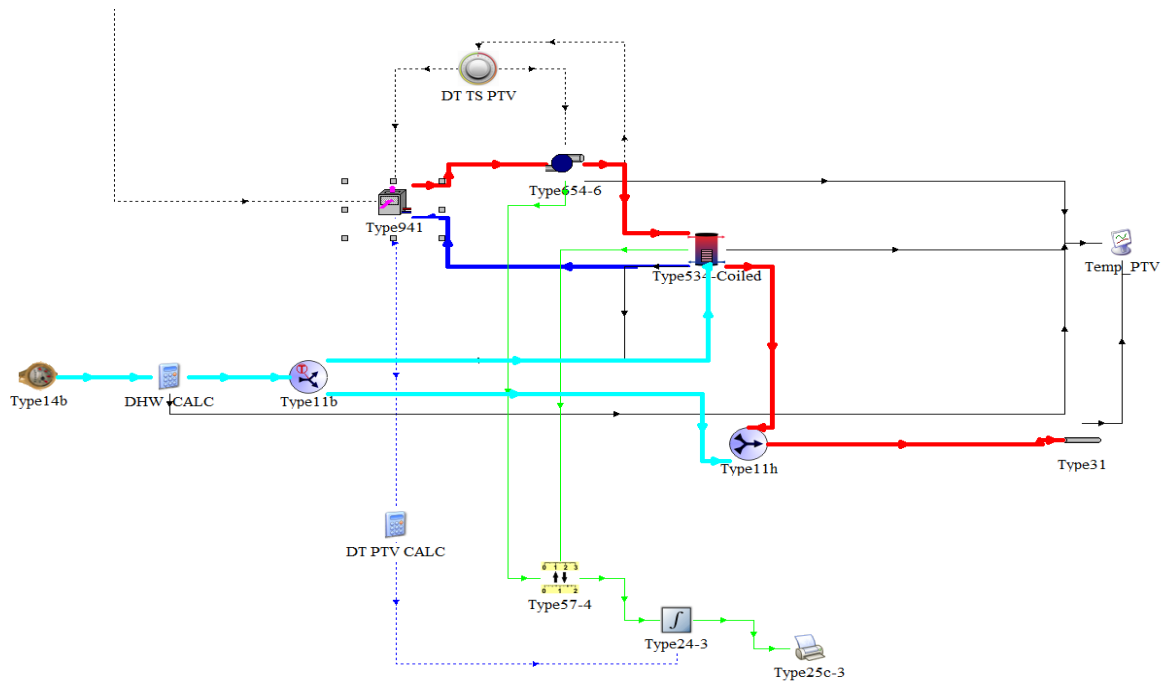 DT TS PTV
Type654-6
Type941
Temp_PTV
Type534-Coiled
Type14b
DHW CALC
Type11b
Type11h
Type31
DT PTV CALC
Type57-4
Type24-3
Type25c-3